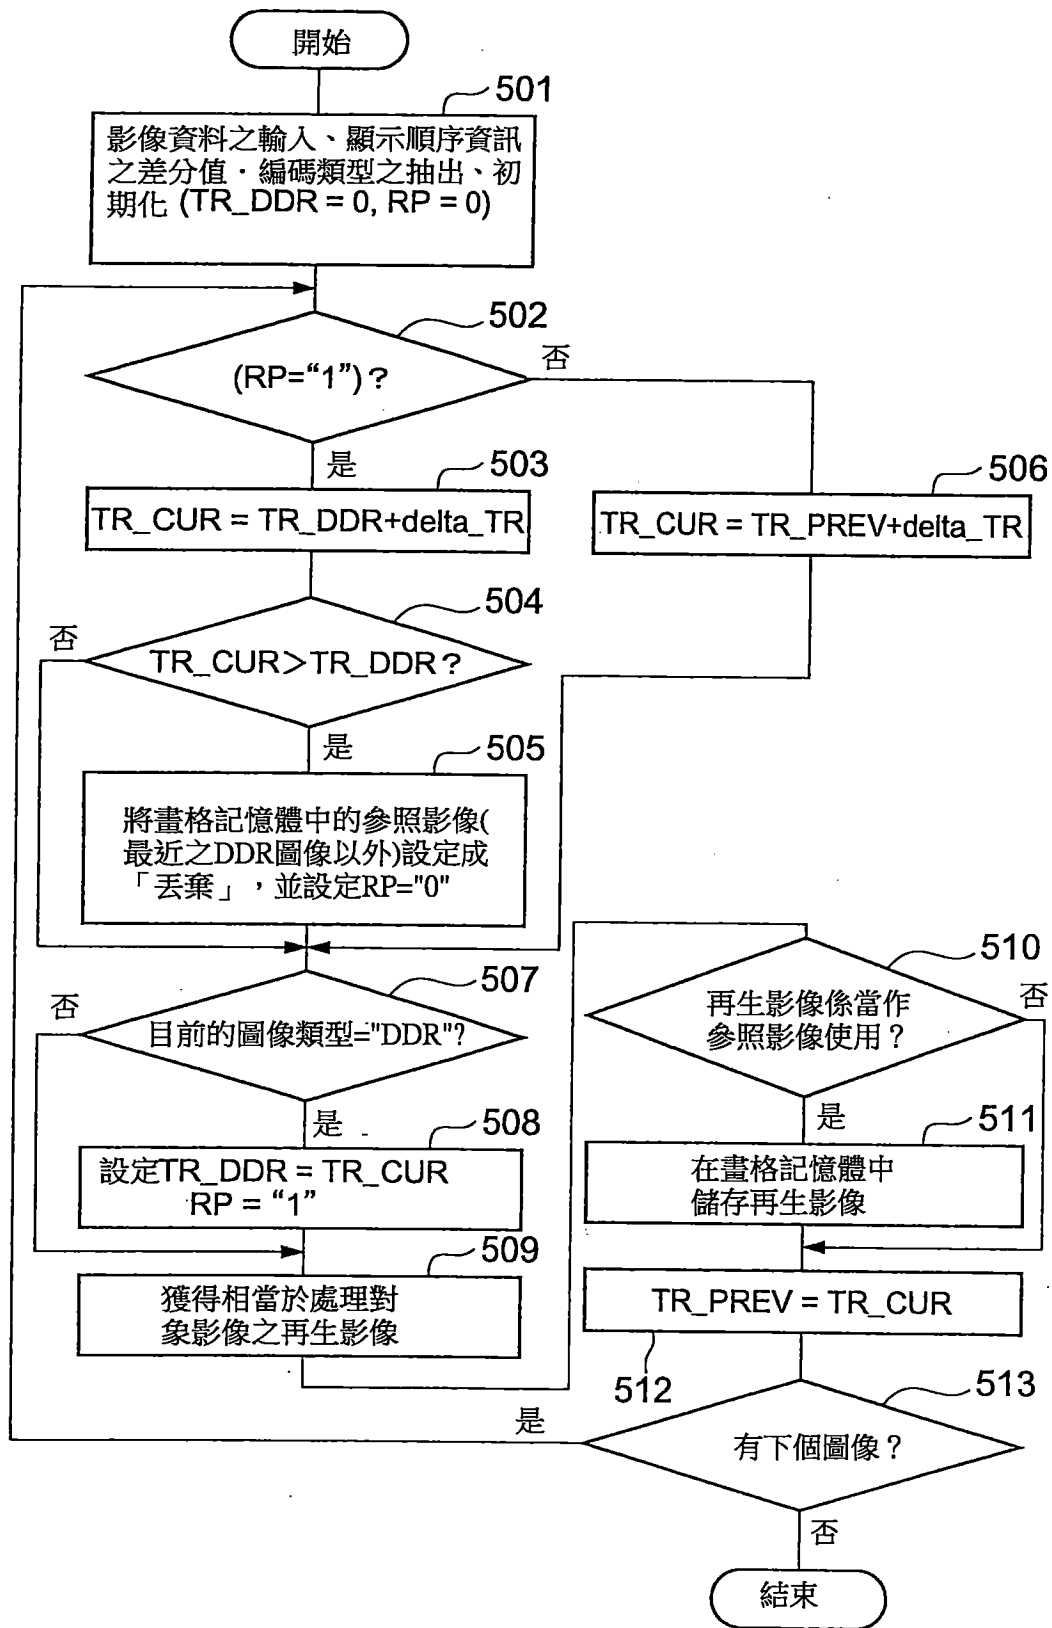 開始
501
影像資料之輸入、顯示順序資訊
之差分值・編碼類型之抽出、初
期化 (TR_DDR = 0, RP = 0)
502
(RP=“1”)？
否
是
503
TR_CUR = TR_DDR+delta_TR
506
TR_CUR = TR_PREV+delta_TR
504
否
TR_CUR＞TR_DDR？
是
505
將畫格記憶體中的參照影像(
最近之DDR圖像以外)設定成
「丟棄」，並設定RP="0"
507
否
目前的圖像類型="DDR"?
是
508
設定TR_DDR = TR_CUR
RP = “1”
509
獲得相當於處理對
象影像之再生影像
510
再生影像係當作
參照影像使用？
否
是
511
在畫格記憶體中
儲存再生影像
TR_PREV = TR_CUR
512
513
是
有下個圖像？
否
結束